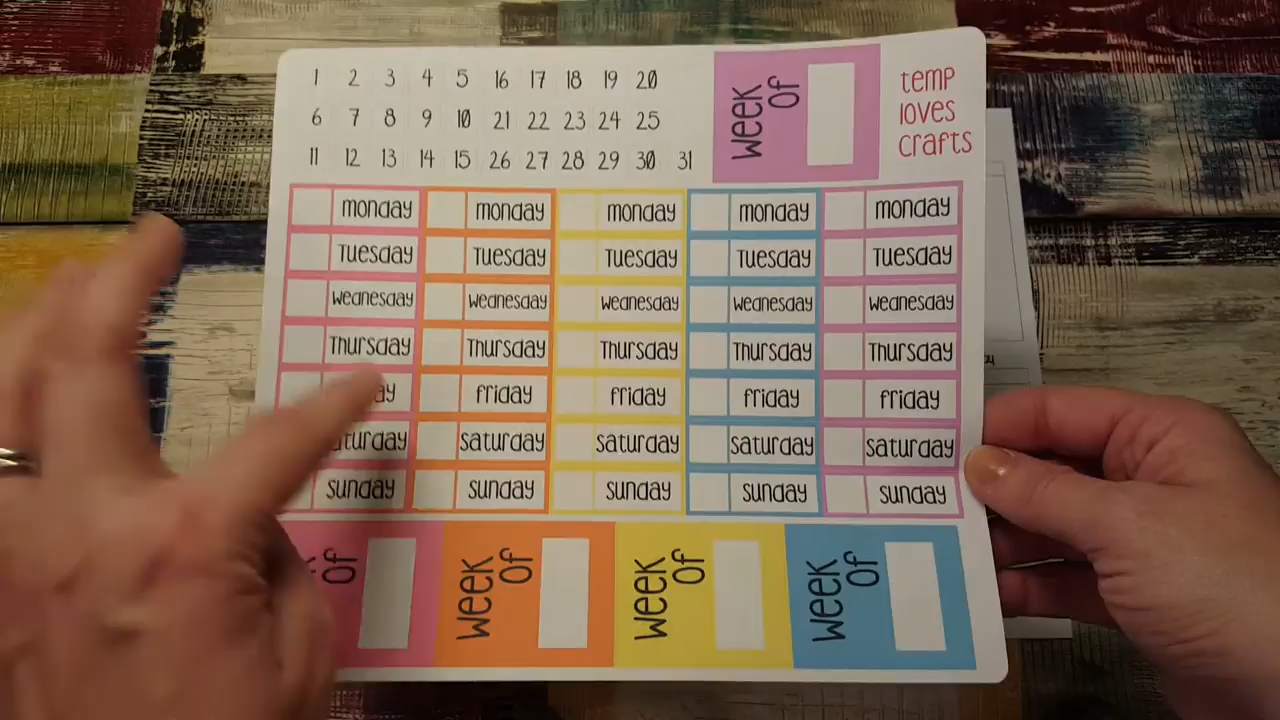 1 2 3 4 5 16 17 18 19 20
6 7 8 9 10 21 22 23 24 25
11 12 13 14 15 26 27 28 29 30 31
week of
temp
loves
crafts
monday monday monday monday monday
Tuesday Tuesday Tuesday Tuesday Tuesday
wednesday wednesday wednesday wednesday wednesday
Thursday Thursday Thursday Thursday Thursday
friday friday friday friday
saturday saturday saturday saturday
sunday sunday sunday sunday sunday
of
week of
week of
week of